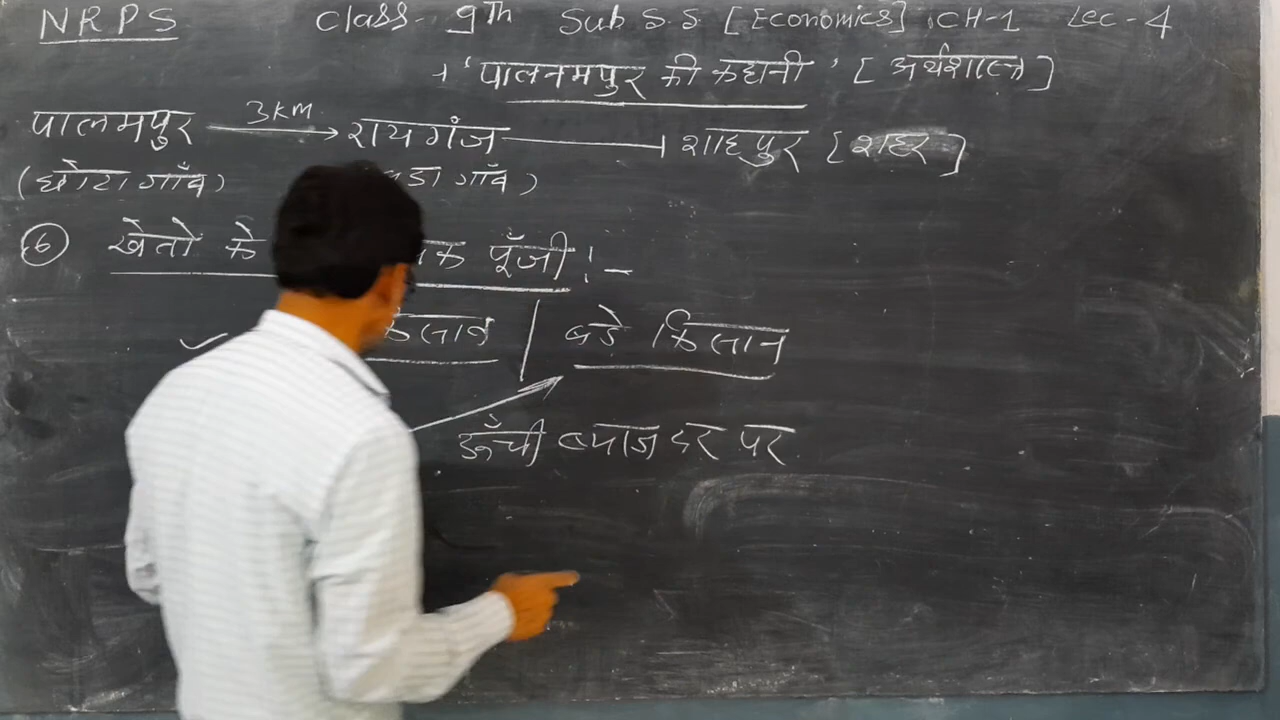 NRPS Class- 9th Sub S.S [Economics] CH-1 Lec-4
'पालनमपुर की कहानी' [अर्थशास्त्र]
पालमपुर 3km रायगंज शाहपुर [शहर]
(छोटा गाँव) गाँव)
6 खेतो के पूँजी:-
बडे किसान
ऊँची ब्याज दर पर